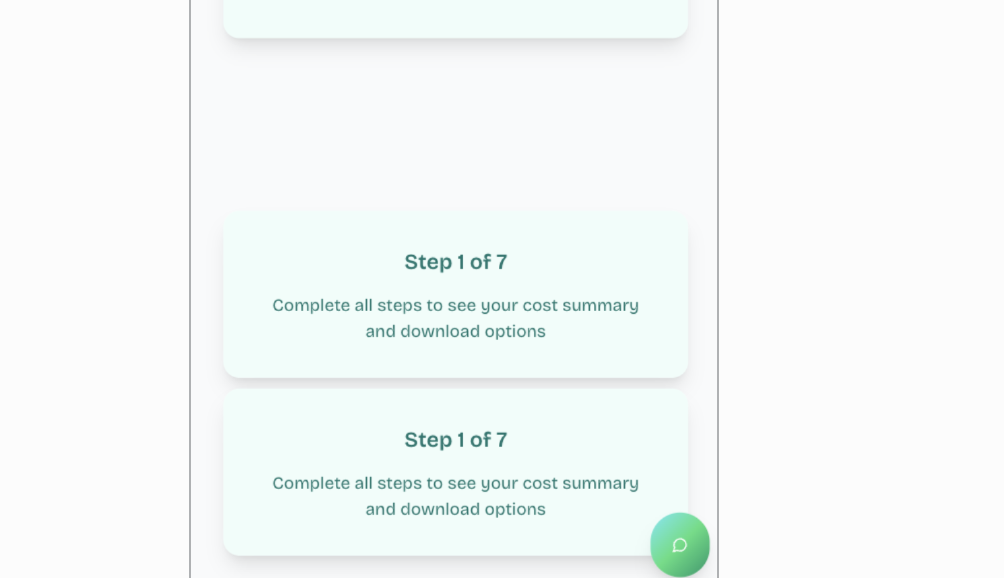 Step 1 of 7
Complete all steps to see your cost summary
and download options
Step 1 of 7
Complete all steps to see your cost summary
and download options